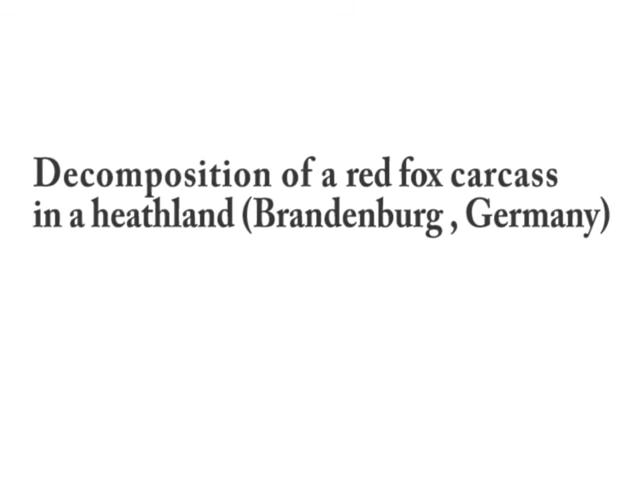 Decomposition of a red fox carcass
in a heathland (Brandenburg , Germany)